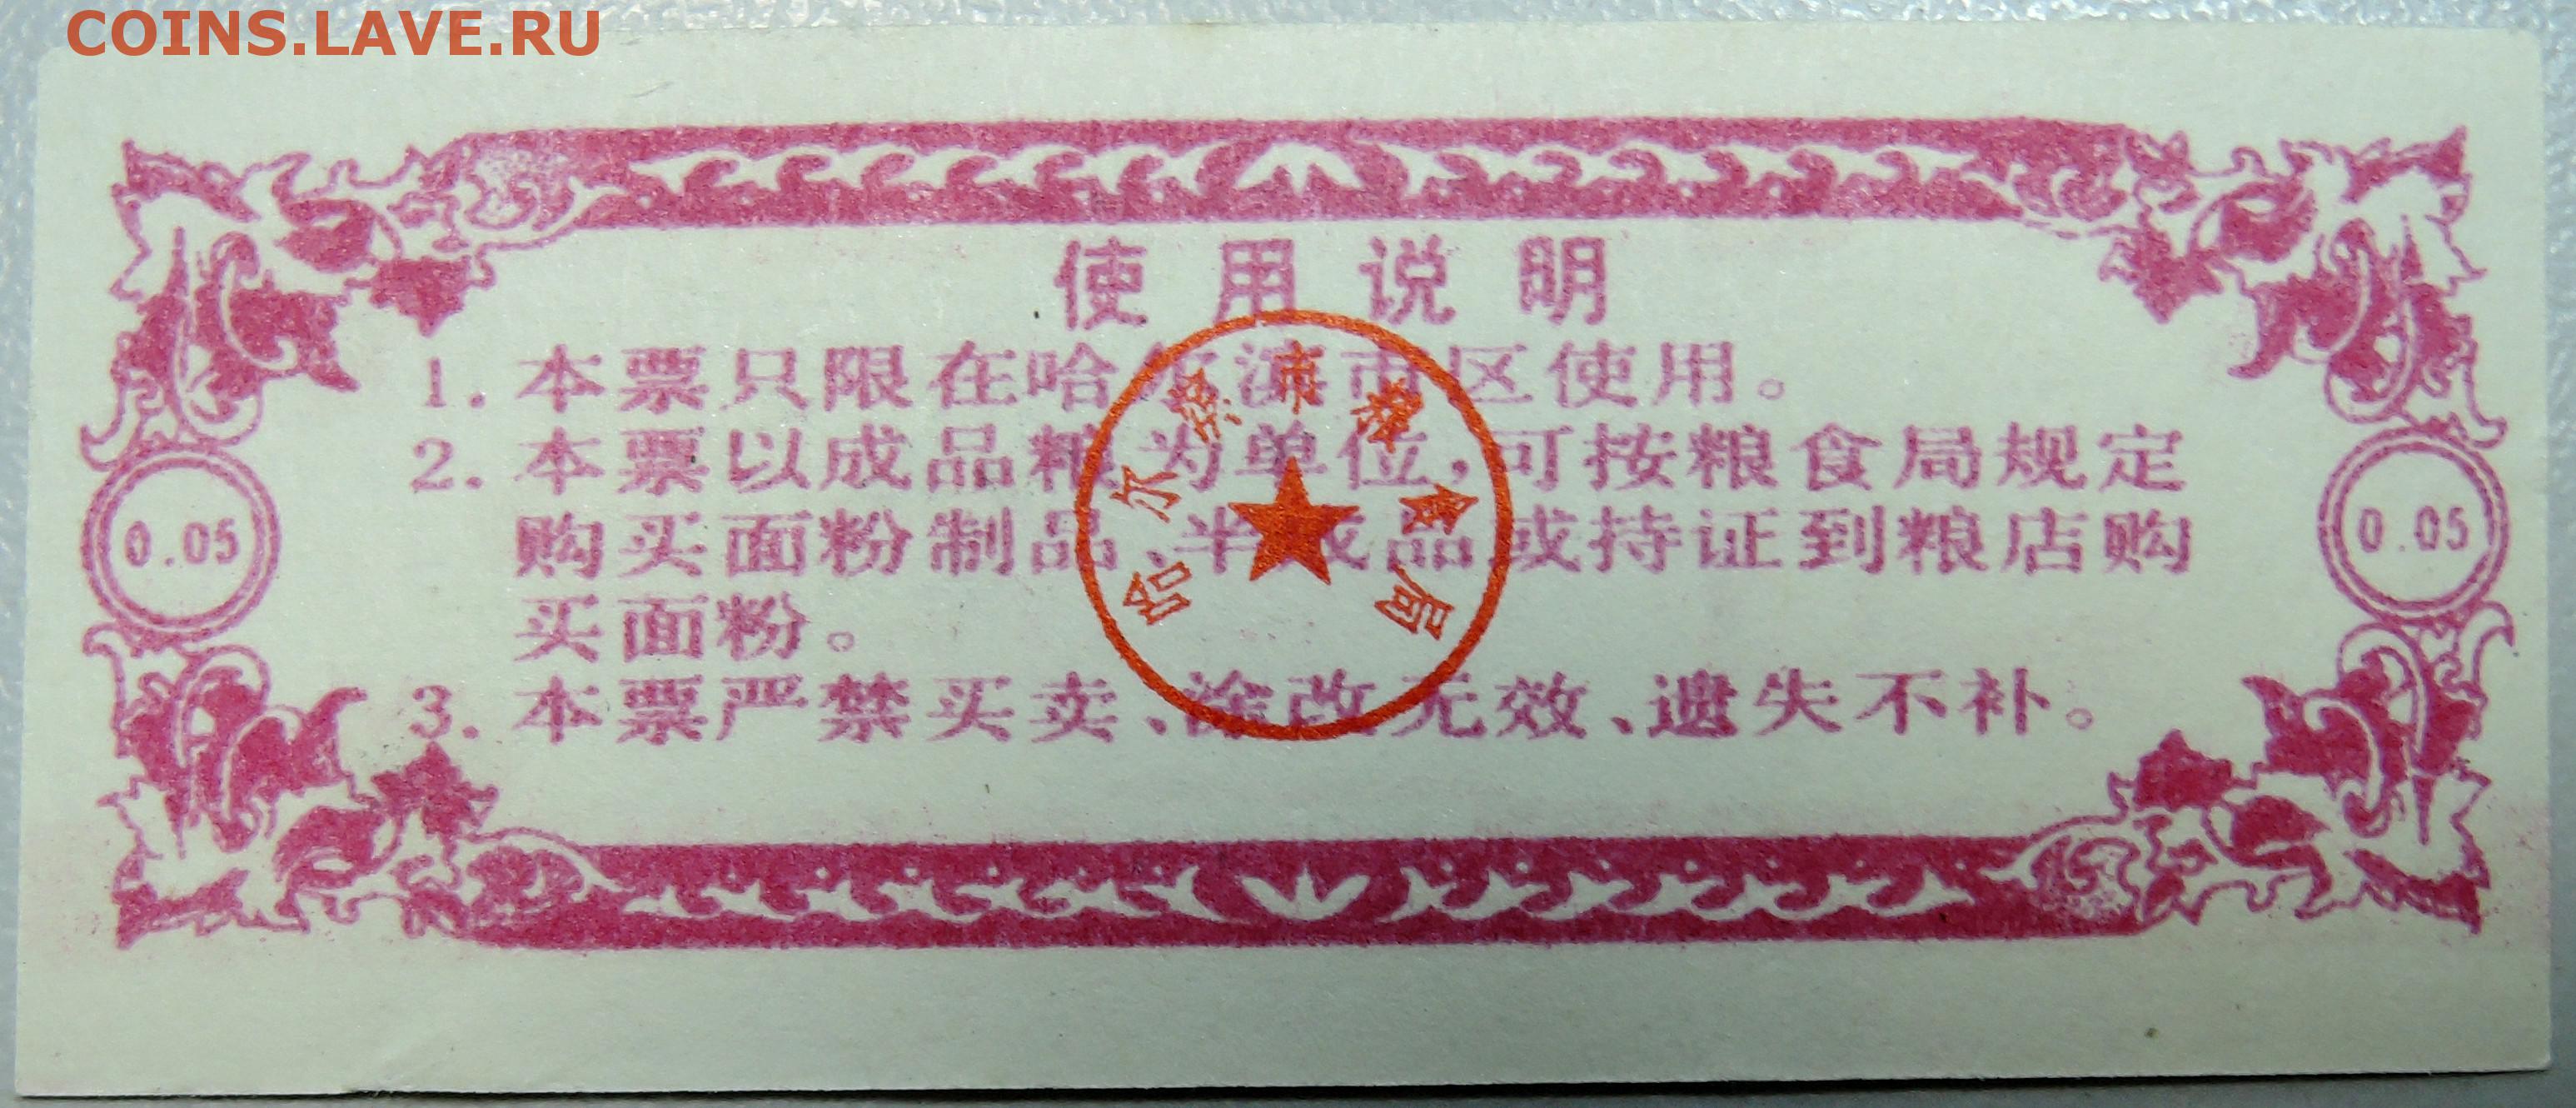 COINS.LAVE.RU
使用说明
1. 本票只限在哈尔滨市区使用。
2. 本票以成品粮为单位,可按粮食局规定
购买面粉制品、半成品或持证到粮店购
买面粉。
3. 本票严禁买卖、涂改无效、遗失不补。
0.05
0.05
哈尔滨市粮食局